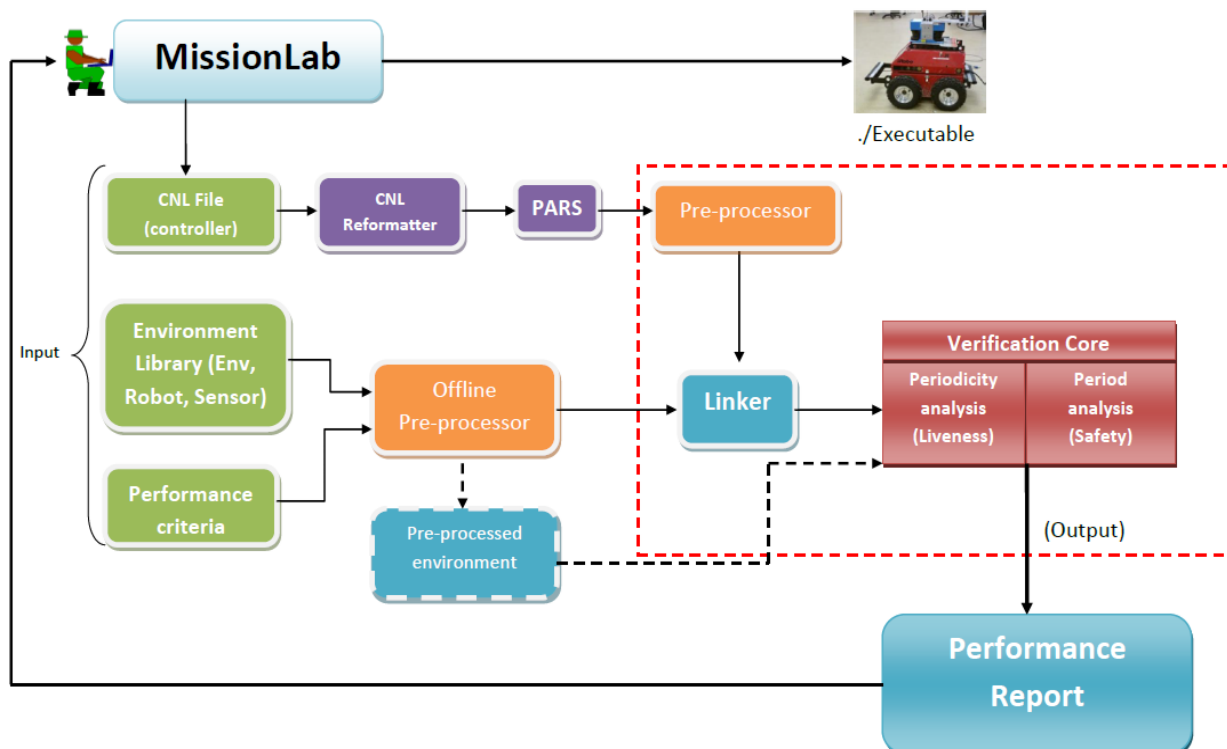 MissionLab
./Executable
CNL File
(controller)
CNL
Reformatter
PARS
Pre-processor
Input
Environment
Library (Env,
Robot, Sensor)
Offline
Pre-processor
Linker
Verification Core
Periodicity
analysis
(Liveness)
Period
analysis
(Safety)
Performance
criteria
Pre-processed
environment
(Output)
Performance
Report